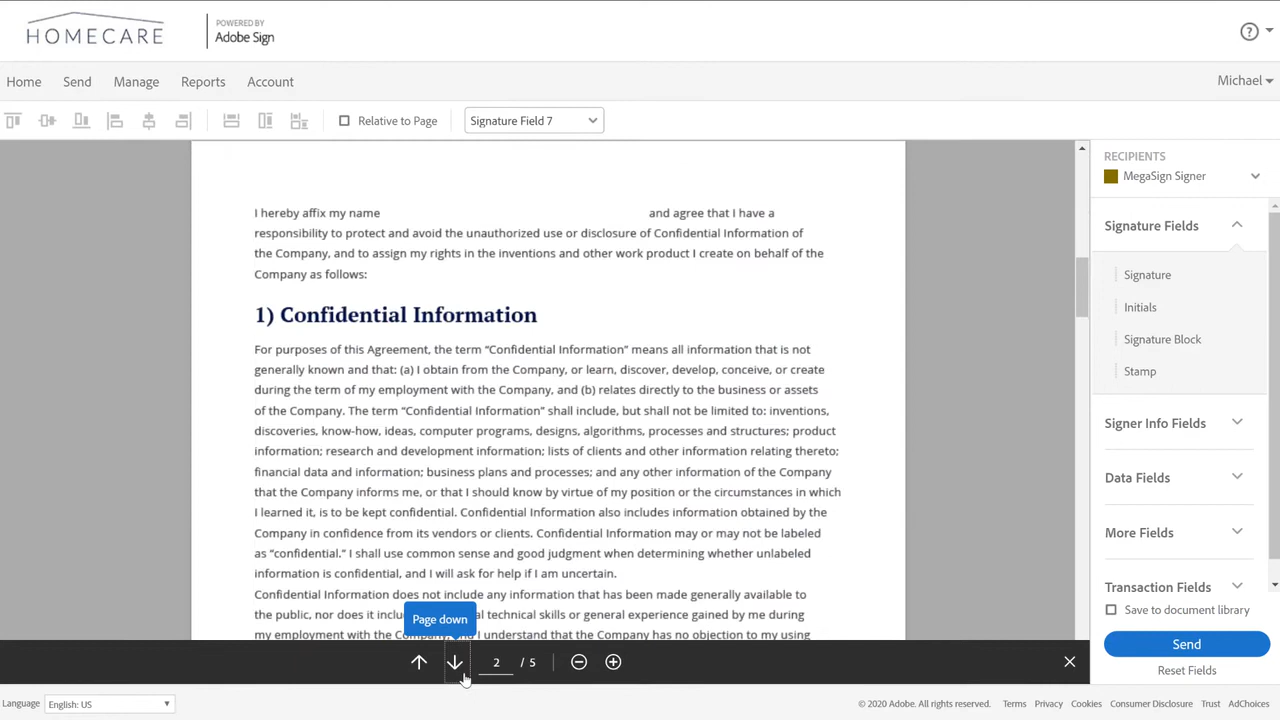 HOMECARE
POWERED BY
Adobe Sign
Home Send Manage Reports Account
Michael
Relative to Page
Signature Field 7
I hereby affix my name and agree that I have a
responsibility to protect and avoid the unauthorized use or disclosure of Confidential Information of
the Company, and to assign my rights in the inventions and other work product I create on behalf of the
Company as follows:
1) Confidential Information
For purposes of this Agreement, the term “Confidential Information” means all information that is not
generally known and that: (a) I obtain from the Company, or learn, discover, develop, conceive, or create
during the term of my employment with the Company, and (b) relates directly to the business or assets
of the Company. The term “Confidential Information” shall include, but shall not be limited to: inventions,
discoveries, know-how, ideas, computer programs, designs, algorithms, processes and structures; product
information; research and development information; lists of clients and other information relating thereto;
financial data and information; business plans and processes; and any other information of the Company
that the Company informs me, or that I should know by virtue of my position or the circumstances in which
I learned it, is to be kept confidential. Confidential Information also includes information obtained by the
Company in confidence from its vendors or clients. Confidential Information may or may not be labeled
as “confidential.” I shall use common sense and good judgment when determining whether unlabeled
information is confidential, and I will ask for help if I am uncertain.
Confidential Information does not include any information that has been made generally available to
the public, nor does it technical skills or general experience gained by me during
my employment with the I understand that the Company has no objection to my using
Page down
2 / 5
RECIPIENTS
MegaSign Signer
Signature Fields
Signature
Initials
Signature Block
Stamp
Signer Info Fields
Data Fields
More Fields
Transaction Fields
Save to document library
Send
Reset Fields
Language English: US
© 2020 Adobe. All rights reserved. Terms Privacy Cookies Consumer Disclosure Trust AdChoices